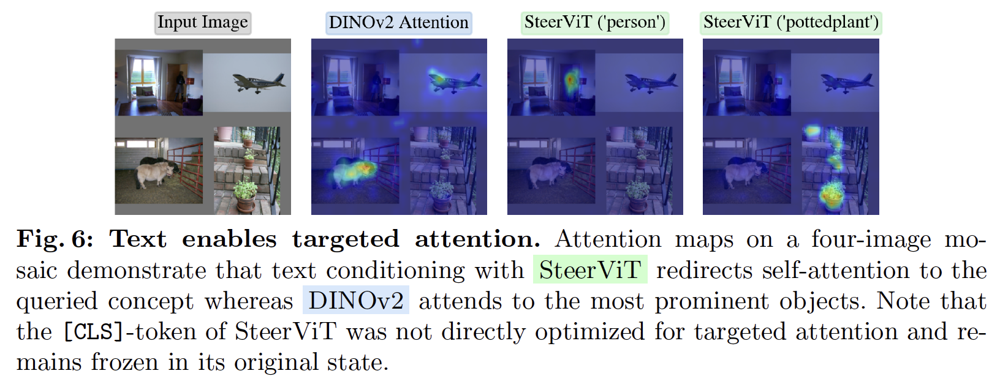 Input Image
DINOv2 Attention
SteerViT ('person')
SteerViT ('pottedplant')
Fig. 6: Text enables targeted attention. Attention maps on a four-image mo-
saic demonstrate that text conditioning with SteerViT redirects self-attention to the
queried concept whereas DINOv2 attends to the most prominent objects. Note that
the [CLS]-token of SteerViT was not directly optimized for targeted attention and re-
mains frozen in its original state.